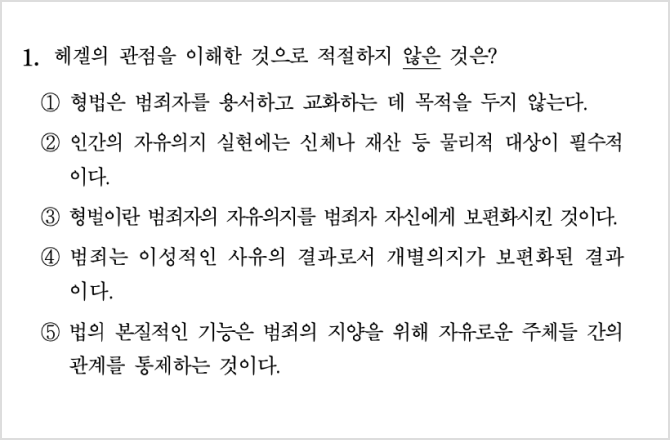 1. 헤겔의 관점을 이해한 것으로 적절하지 않은 것은?
① 형법은 범죄자를 용서하고 교화하는 데 목적을 두지 않는다.
② 인간의 자유의지 실현에는 신체나 재산 등 물리적 대상이 필수적
이다.
③ 형벌이란 범죄자의 자유의지를 범죄자 자신에게 보편화시킨 것이다.
④ 범죄는 이성적인 사유의 결과로서 개별의지가 보편화된 결과
이다.
⑤ 법의 본질적인 기능은 범죄의 지양을 위해 자유로운 주체들 간의
관계를 통제하는 것이다.